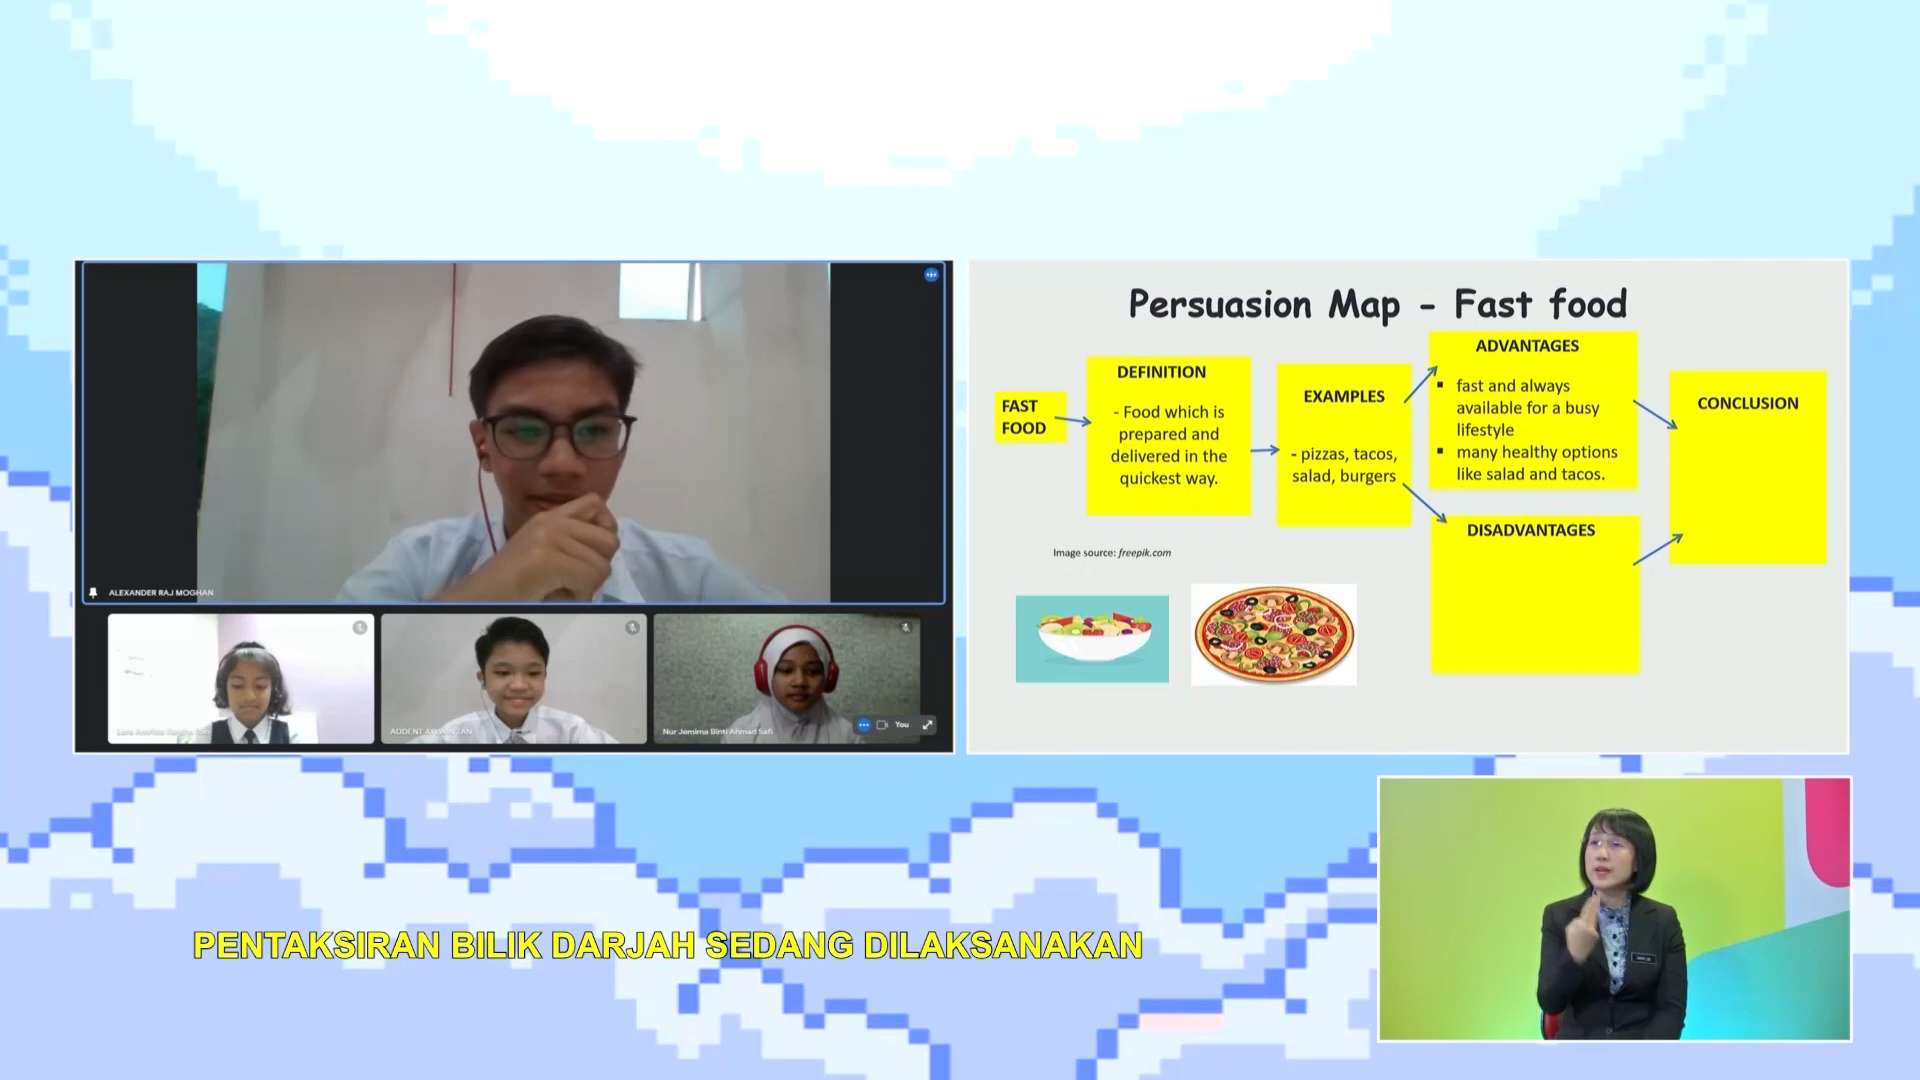 ALEXANDER RAJ MOGHAN
Nur Jemima Binti Ahmad Safi
You
Persuasion Map - Fast food
FAST
FOOD
DEFINITION
- Food which is
prepared and
delivered in the
quickest way.
EXAMPLES
- pizzas, tacos,
salad, burgers
ADVANTAGES
▪ fast and always
available for a busy
lifestyle
▪ many healthy options
like salad and tacos.
DISADVANTAGES
CONCLUSION
Image source: freepik.com
PENTAKSIRAN BILIK DARJAH SEDANG DILAKSANAKAN